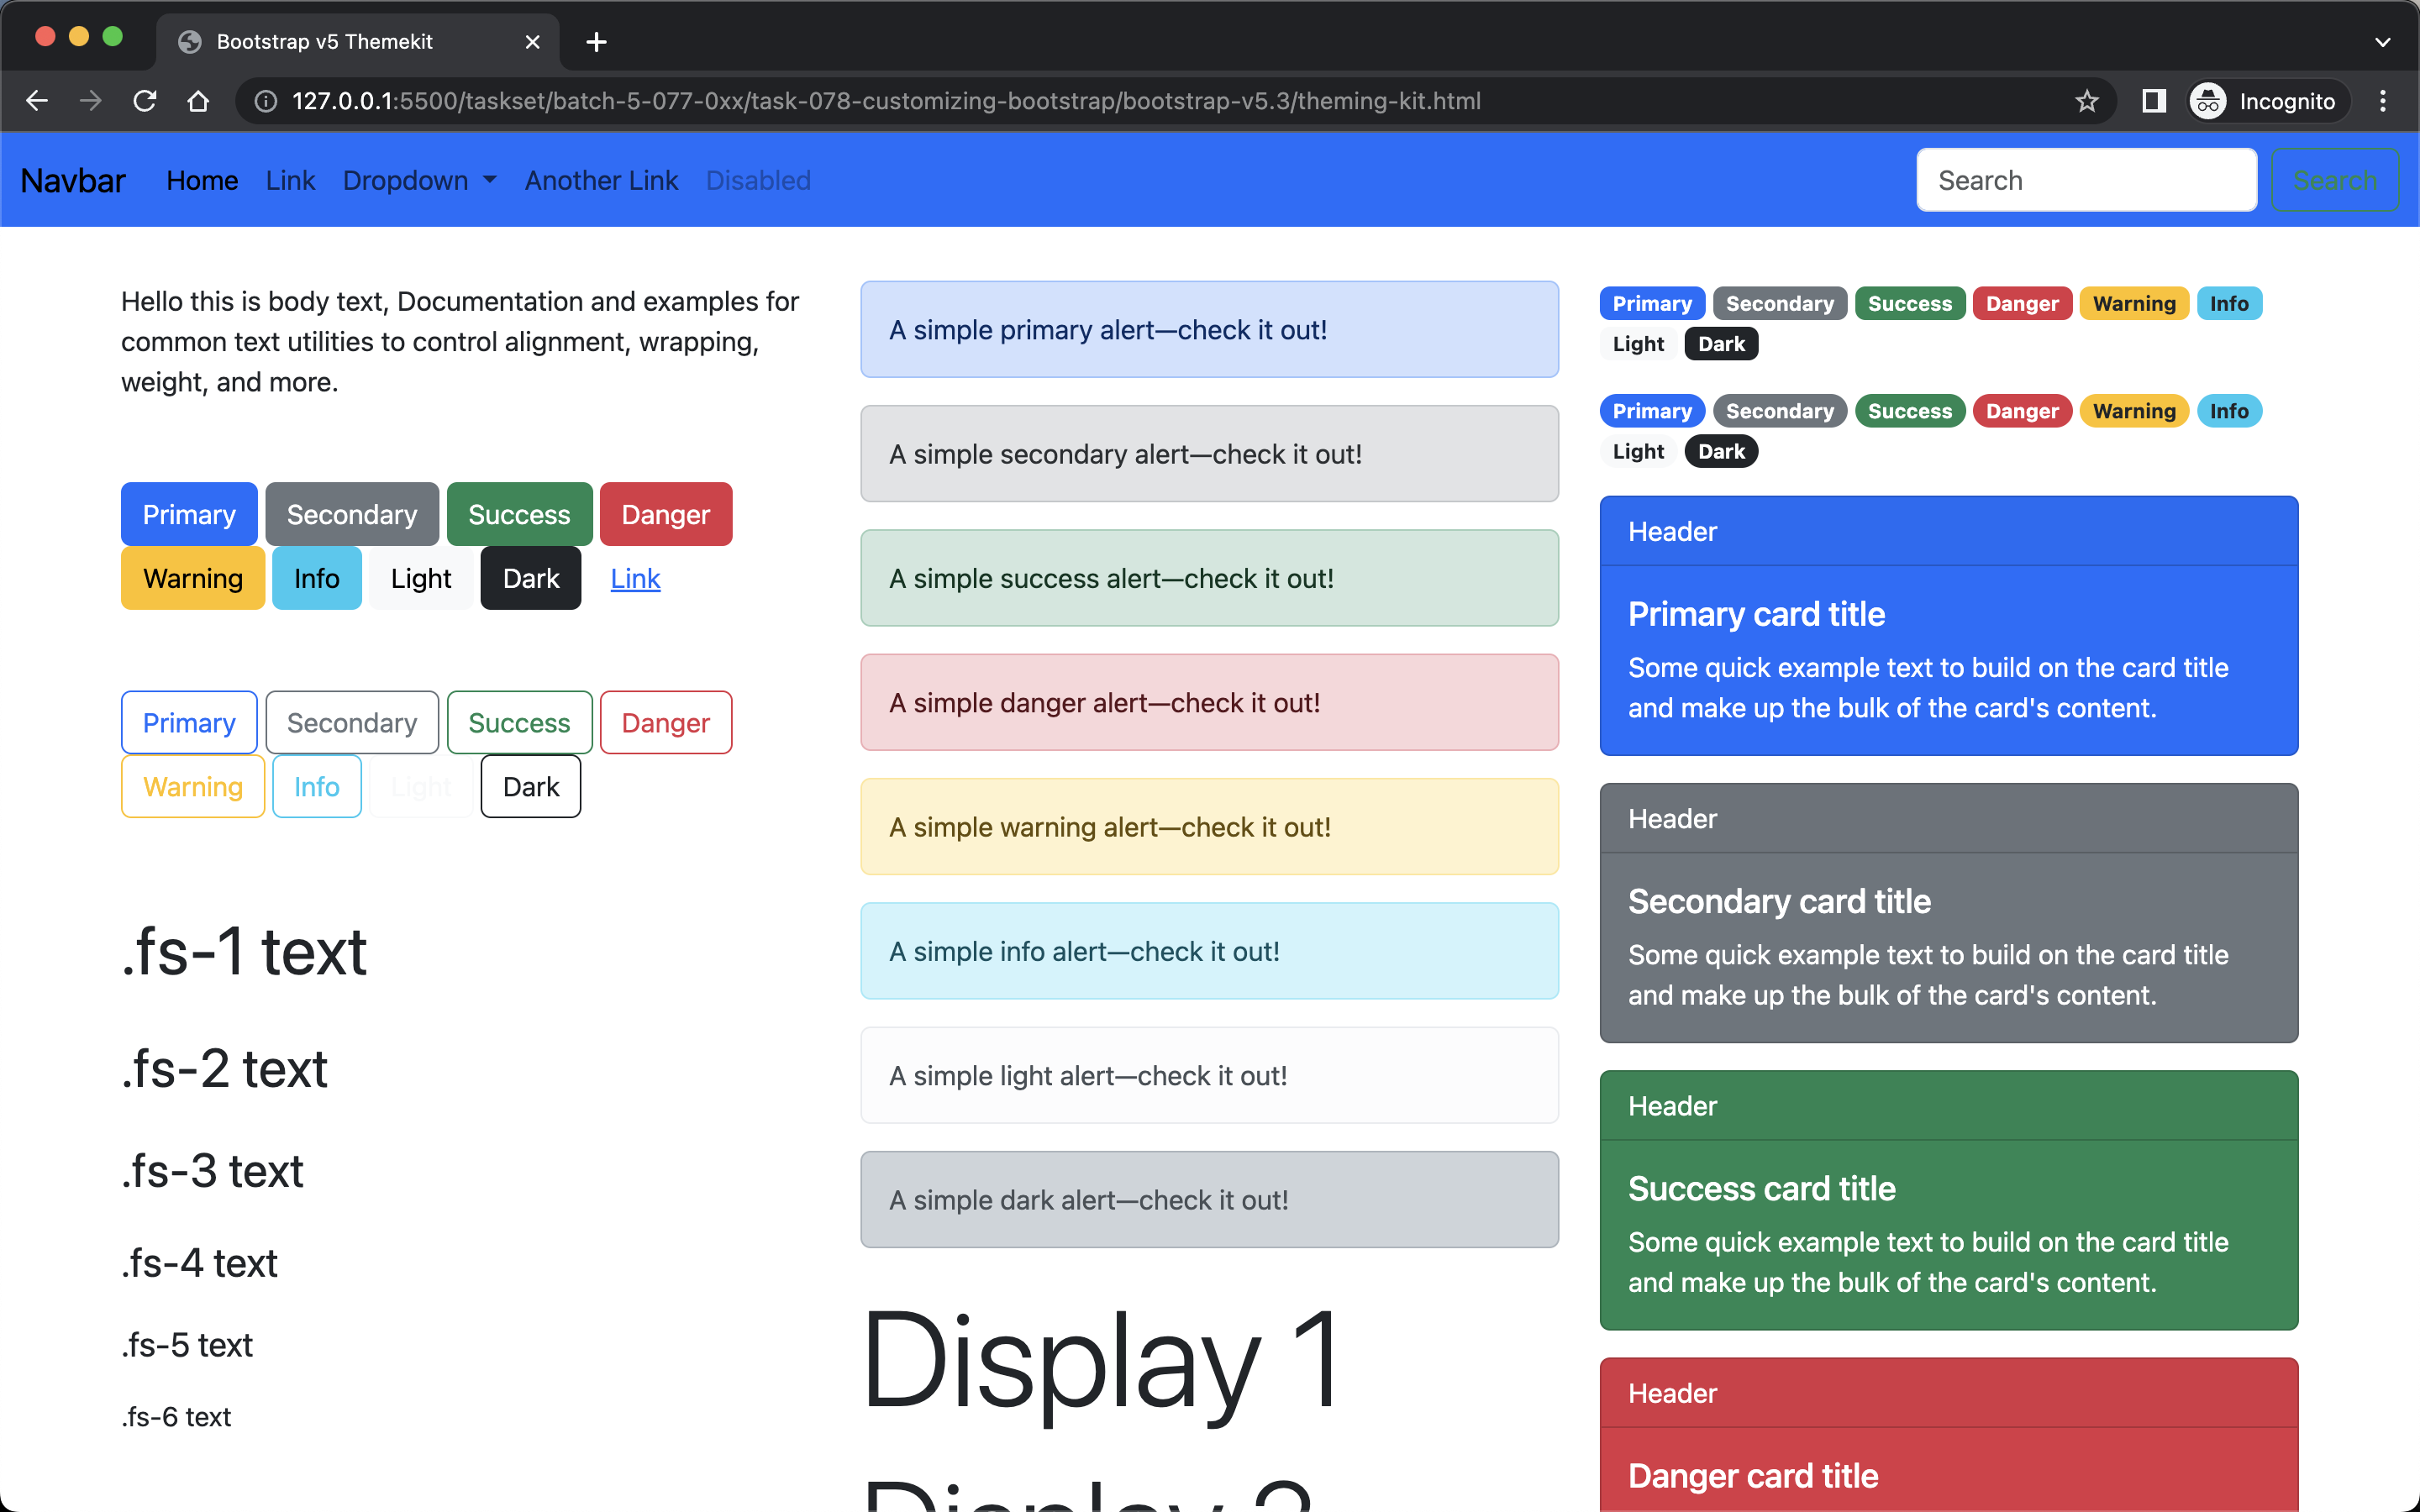 Bootstrap v5 Themekit
127.0.0.1:5500/taskset/batch-5-077-0xx/task-078-customizing-bootstrap/bootstrap-v5.3/theming-kit.html
Incognito
Navbar Home Link Dropdown Another Link Disabled Search Search
Hello this is body text, Documentation and examples for
common text utilities to control alignment, wrapping,
weight, and more.
Primary Secondary Success Danger
Warning Info Light Dark Link
Primary Secondary Success Danger
Warning Info Light Dark
.fs-1 text
.fs-2 text
.fs-3 text
.fs-4 text
.fs-5 text
.fs-6 text
A simple primary alert—check it out!
A simple secondary alert—check it out!
A simple success alert—check it out!
A simple danger alert—check it out!
A simple warning alert—check it out!
A simple info alert—check it out!
A simple light alert—check it out!
A simple dark alert—check it out!
Display 1
Display 2
Primary Secondary Success Danger Warning Info
Light Dark
Primary Secondary Success Danger Warning Info
Light Dark
Header
Primary card title
Some quick example text to build on the card title
and make up the bulk of the card's content.
Header
Secondary card title
Some quick example text to build on the card title
and make up the bulk of the card's content.
Header
Success card title
Some quick example text to build on the card title
and make up the bulk of the card's content.
Header
Danger card title